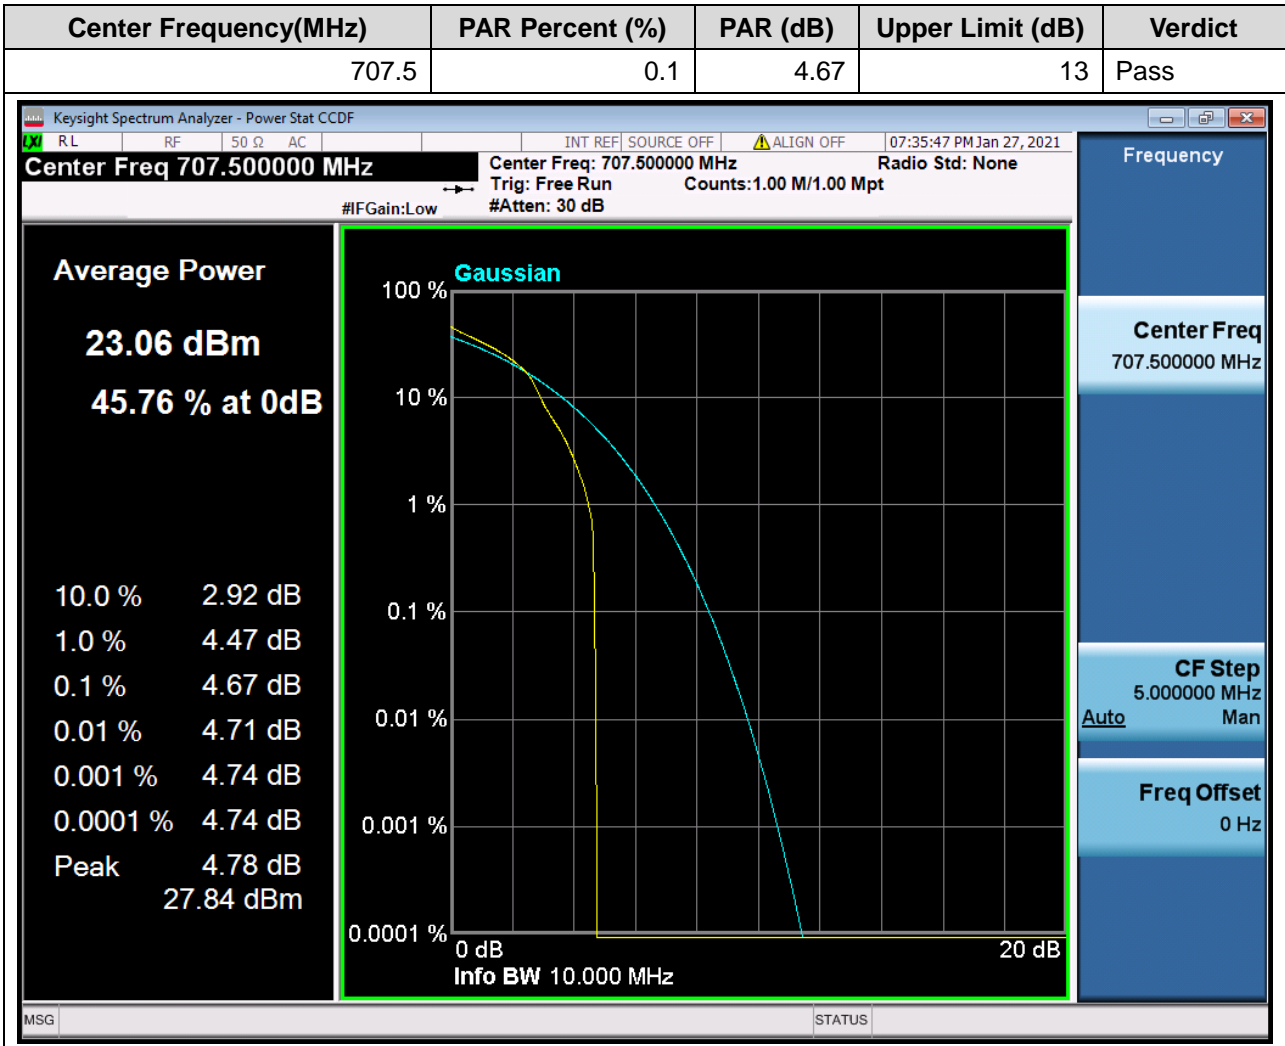 Center Frequency(MHz) PAR Percent (%) PAR (dB) Upper Limit (dB) Verdict
707.5 0.1 4.67 13 Pass
Keysight Spectrum Analyzer - Power Stat CCDF
LXI RL RF 50 Ω AC INT REF SOURCE OFF ALIGN OFF 07:35:47 PM Jan 27, 2021
Center Freq 707.500000 MHz
#IFGain:Low
Center Freq: 707.500000 MHz Radio Std: None
Trig: Free Run Counts:1.00 M/1.00 Mpt
#Atten: 30 dB
Average Power
23.06 dBm
45.76 % at 0dB
10.0 % 2.92 dB
1.0 % 4.47 dB
0.1 % 4.67 dB
0.01 % 4.71 dB
0.001 % 4.74 dB
0.0001 % 4.74 dB
Peak 4.78 dB
27.84 dBm
Gaussian
100 %
10 %
1 %
0.1 %
0.01 %
0.001 %
0.0001 %
0 dB 20 dB
Info BW 10.000 MHz
Frequency
Center Freq
707.500000 MHz
CF Step
5.000000 MHz
Auto Man
Freq Offset
0 Hz
MSG STATUS